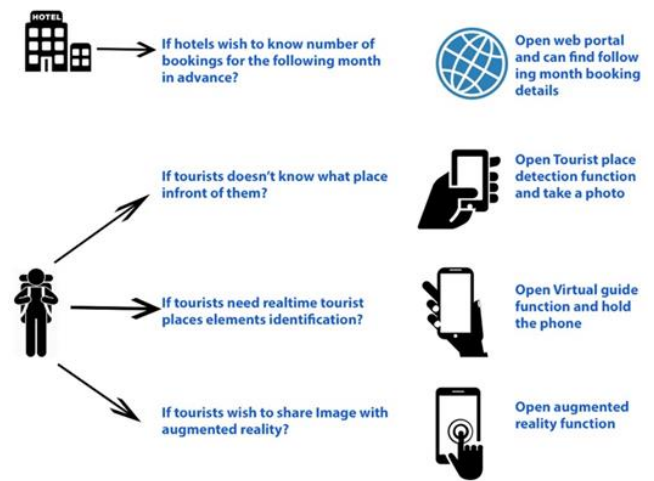 HOTEL
If hotels wish to know number of
bookings for the following month
in advance?
Open web portal
and can find follow
ing month booking
details
If tourists doesn't know what place
infront of them?
Open Tourist place
detection function
and take a photo
If tourists need realtime tourist
places elements identification?
Open Virtual guide
function and hold
the phone
If tourists wish to share Image with
augmented reality?
Open augmented
reality function